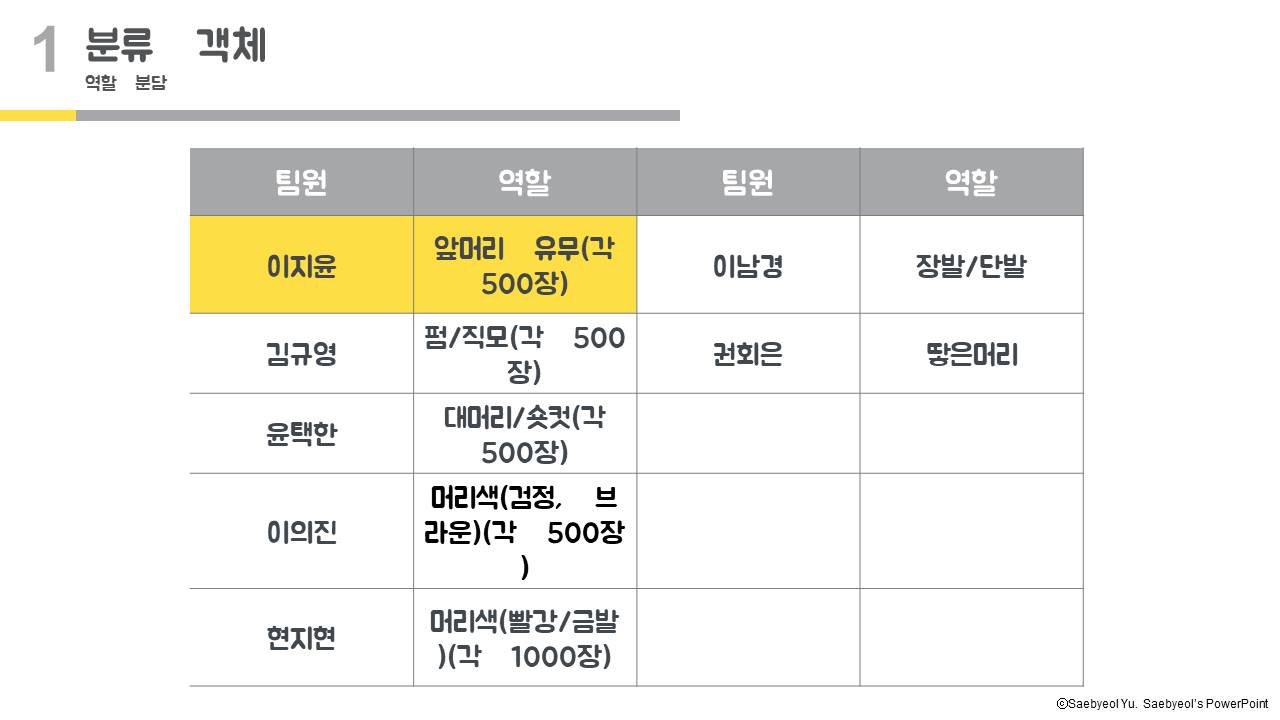 1 분류 객체
역할 분담
팀원 역할 팀원 역할
이지윤 앞머리 유무(각
500장) 이남경 장발/단발
김규영 펌/직모(각 500
장) 권회은 땋은머리
윤택한 대머리/숏컷(각
500장)
이의진 머리색(검정, 브
라운)(각 500장
)
현지현 머리색(빨강/금발
)(각 1000장)
ⓒSaebyeol Yu. Saebyeol's PowerPoint